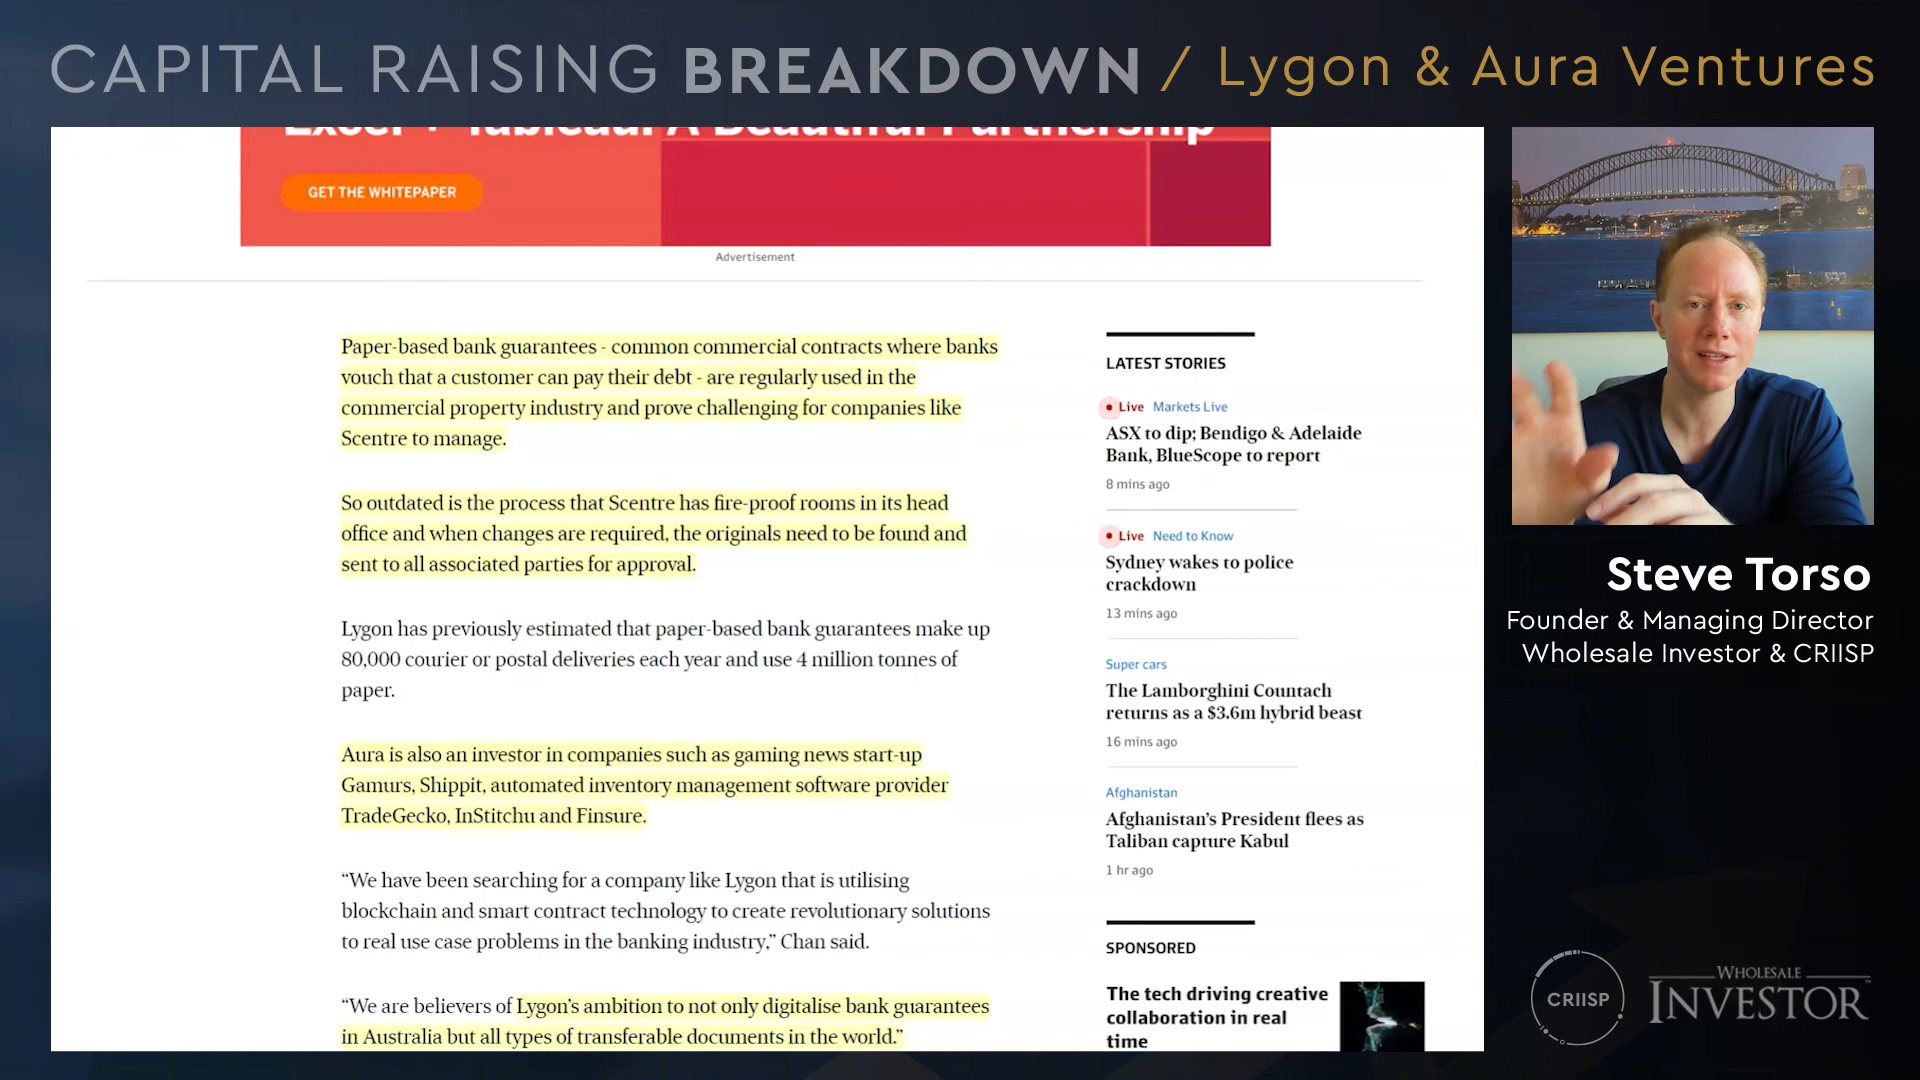 CAPITAL RAISING BREAKDOWN / Lygon & Aura Ventures
Excel + Tableau: A Beautiful Partnership
GET THE WHITEPAPER
Advertisement
Paper-based bank guarantees - common commercial contracts where banks
vouch that a customer can pay their debt - are regularly used in the
commercial property industry and prove challenging for companies like
Scentre to manage.
So outdated is the process that Scentre has fire-proof rooms in its head
office and when changes are required, the originals need to be found and
sent to all associated parties for approval.
Lygon has previously estimated that paper-based bank guarantees make up
80,000 courier or postal deliveries each year and use 4 million tonnes of
paper.
Aura is also an investor in companies such as gaming news start-up
Gamurs, Shippit, automated inventory management software provider
TradeGecko, InStitchu and Finsure.
“We have been searching for a company like Lygon that is utilising
blockchain and smart contract technology to create revolutionary solutions
to real use case problems in the banking industry,” Chan said.
“We are believers of Lygon’s ambition to not only digitalise bank guarantees
in Australia but all types of transferable documents in the world.”
LATEST STORIES
Live Markets Live
ASX to dip; Bendigo & Adelaide
Bank, BlueScope to report
8 mins ago
Live Need to Know
Sydney wakes to police
crackdown
13 mins ago
Super cars
The Lamborghini Countach
returns as a $3.6m hybrid beast
16 mins ago
Afghanistan
Afghanistan’s President flees as
Taliban capture Kabul
1 hr ago
SPONSORED
The tech driving creative
collaboration in real
time
Steve Torso
Founder & Managing Director
Wholesale Investor & CRIISP
CRIISP
WHOLESALE
INVESTOR